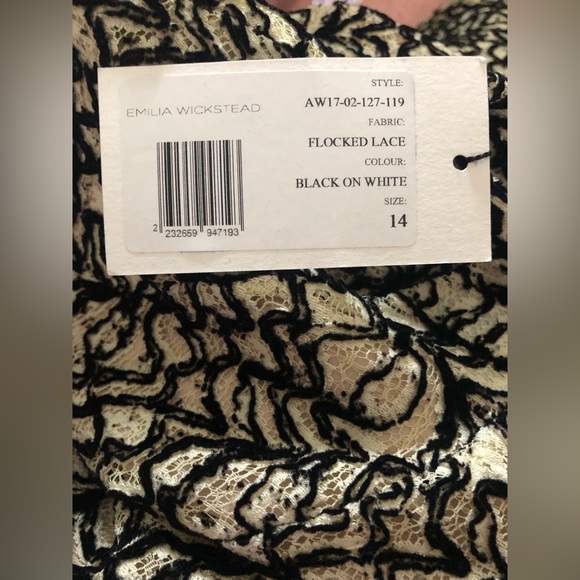 EMILIA WICKSTEAD
2 232659 947193
STYLE:
AW17-02-127-119
FABRIC:
FLOCKED LACE
COLOUR:
BLACK ON WHITE
SIZE:
14